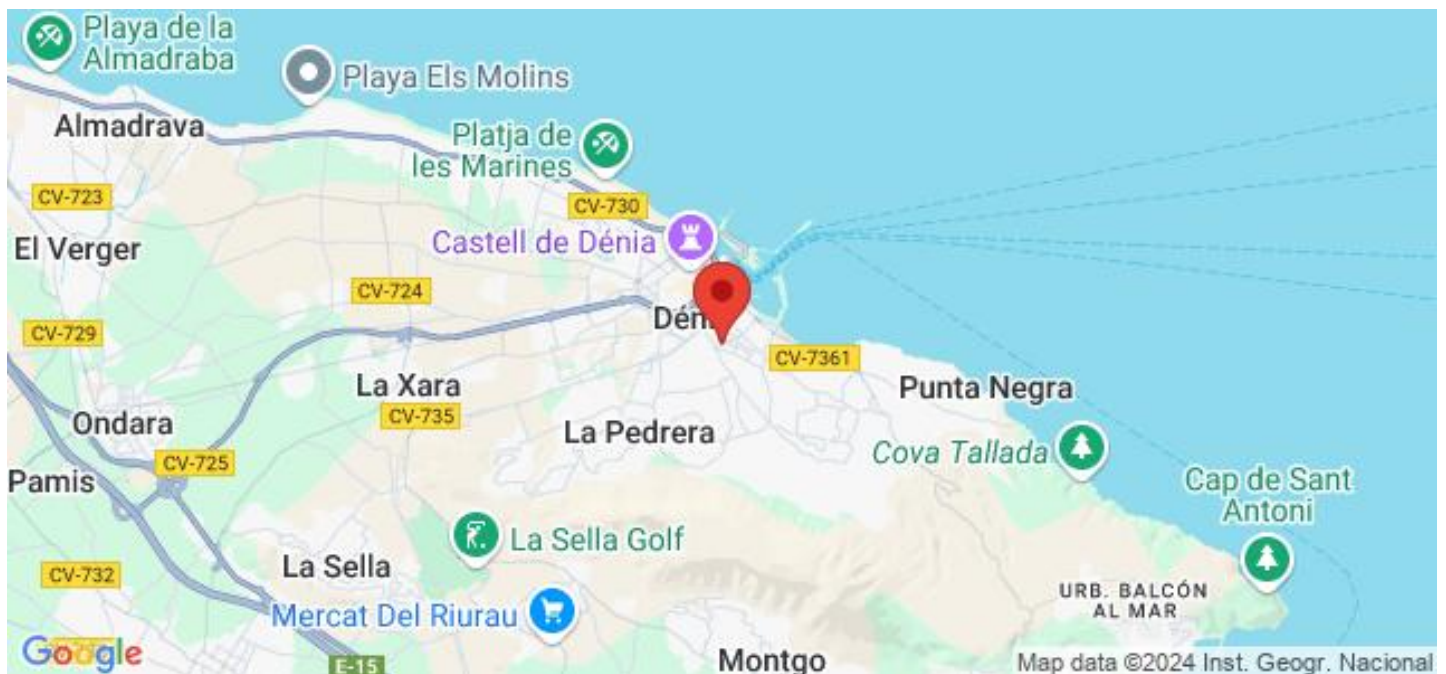 Playa de la
Almadraba
Playa Els Molins
Almadrava
Platja de
les Marines
CV-723
CV-730
El Verger
Castell de Dénia
CV-724
CV-729
Déni
CV-7361
La Xara
Punta Negra
CV-735
Ondara
La Pedrera
Cova Tallada
CV-725
Pamis
Cap de Sant
Antoni
La Sella Golf
La Sella
CV-732
URB. BALCÓN
AL MAR
Mercat Del Riurau
Google
E-15
Montgo
Map data ©2024 Inst. Geogr. Nacional